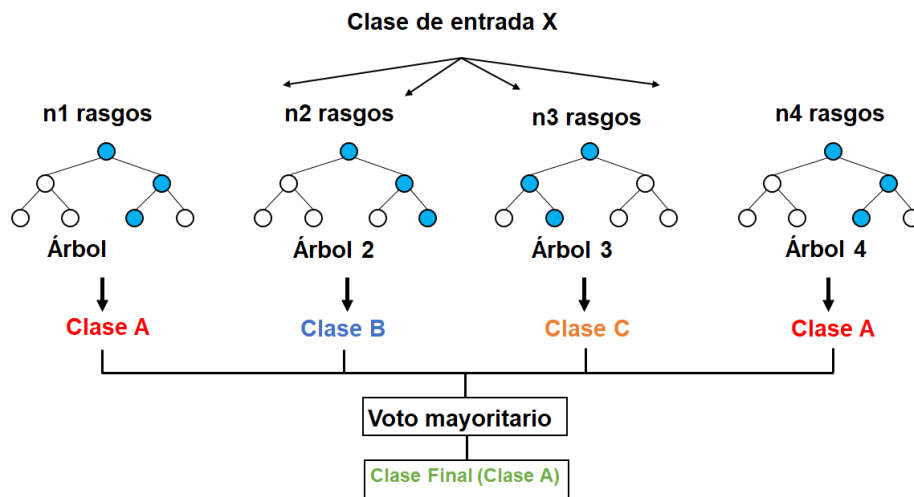 Clase de entrada X
n1 rasgos
n2 rasgos
n3 rasgos
n4 rasgos
Árbol
Árbol 2
Árbol 3
Árbol 4
Clase A
Clase B
Clase C
Clase A
Voto mayoritario
Clase Final (Clase A)